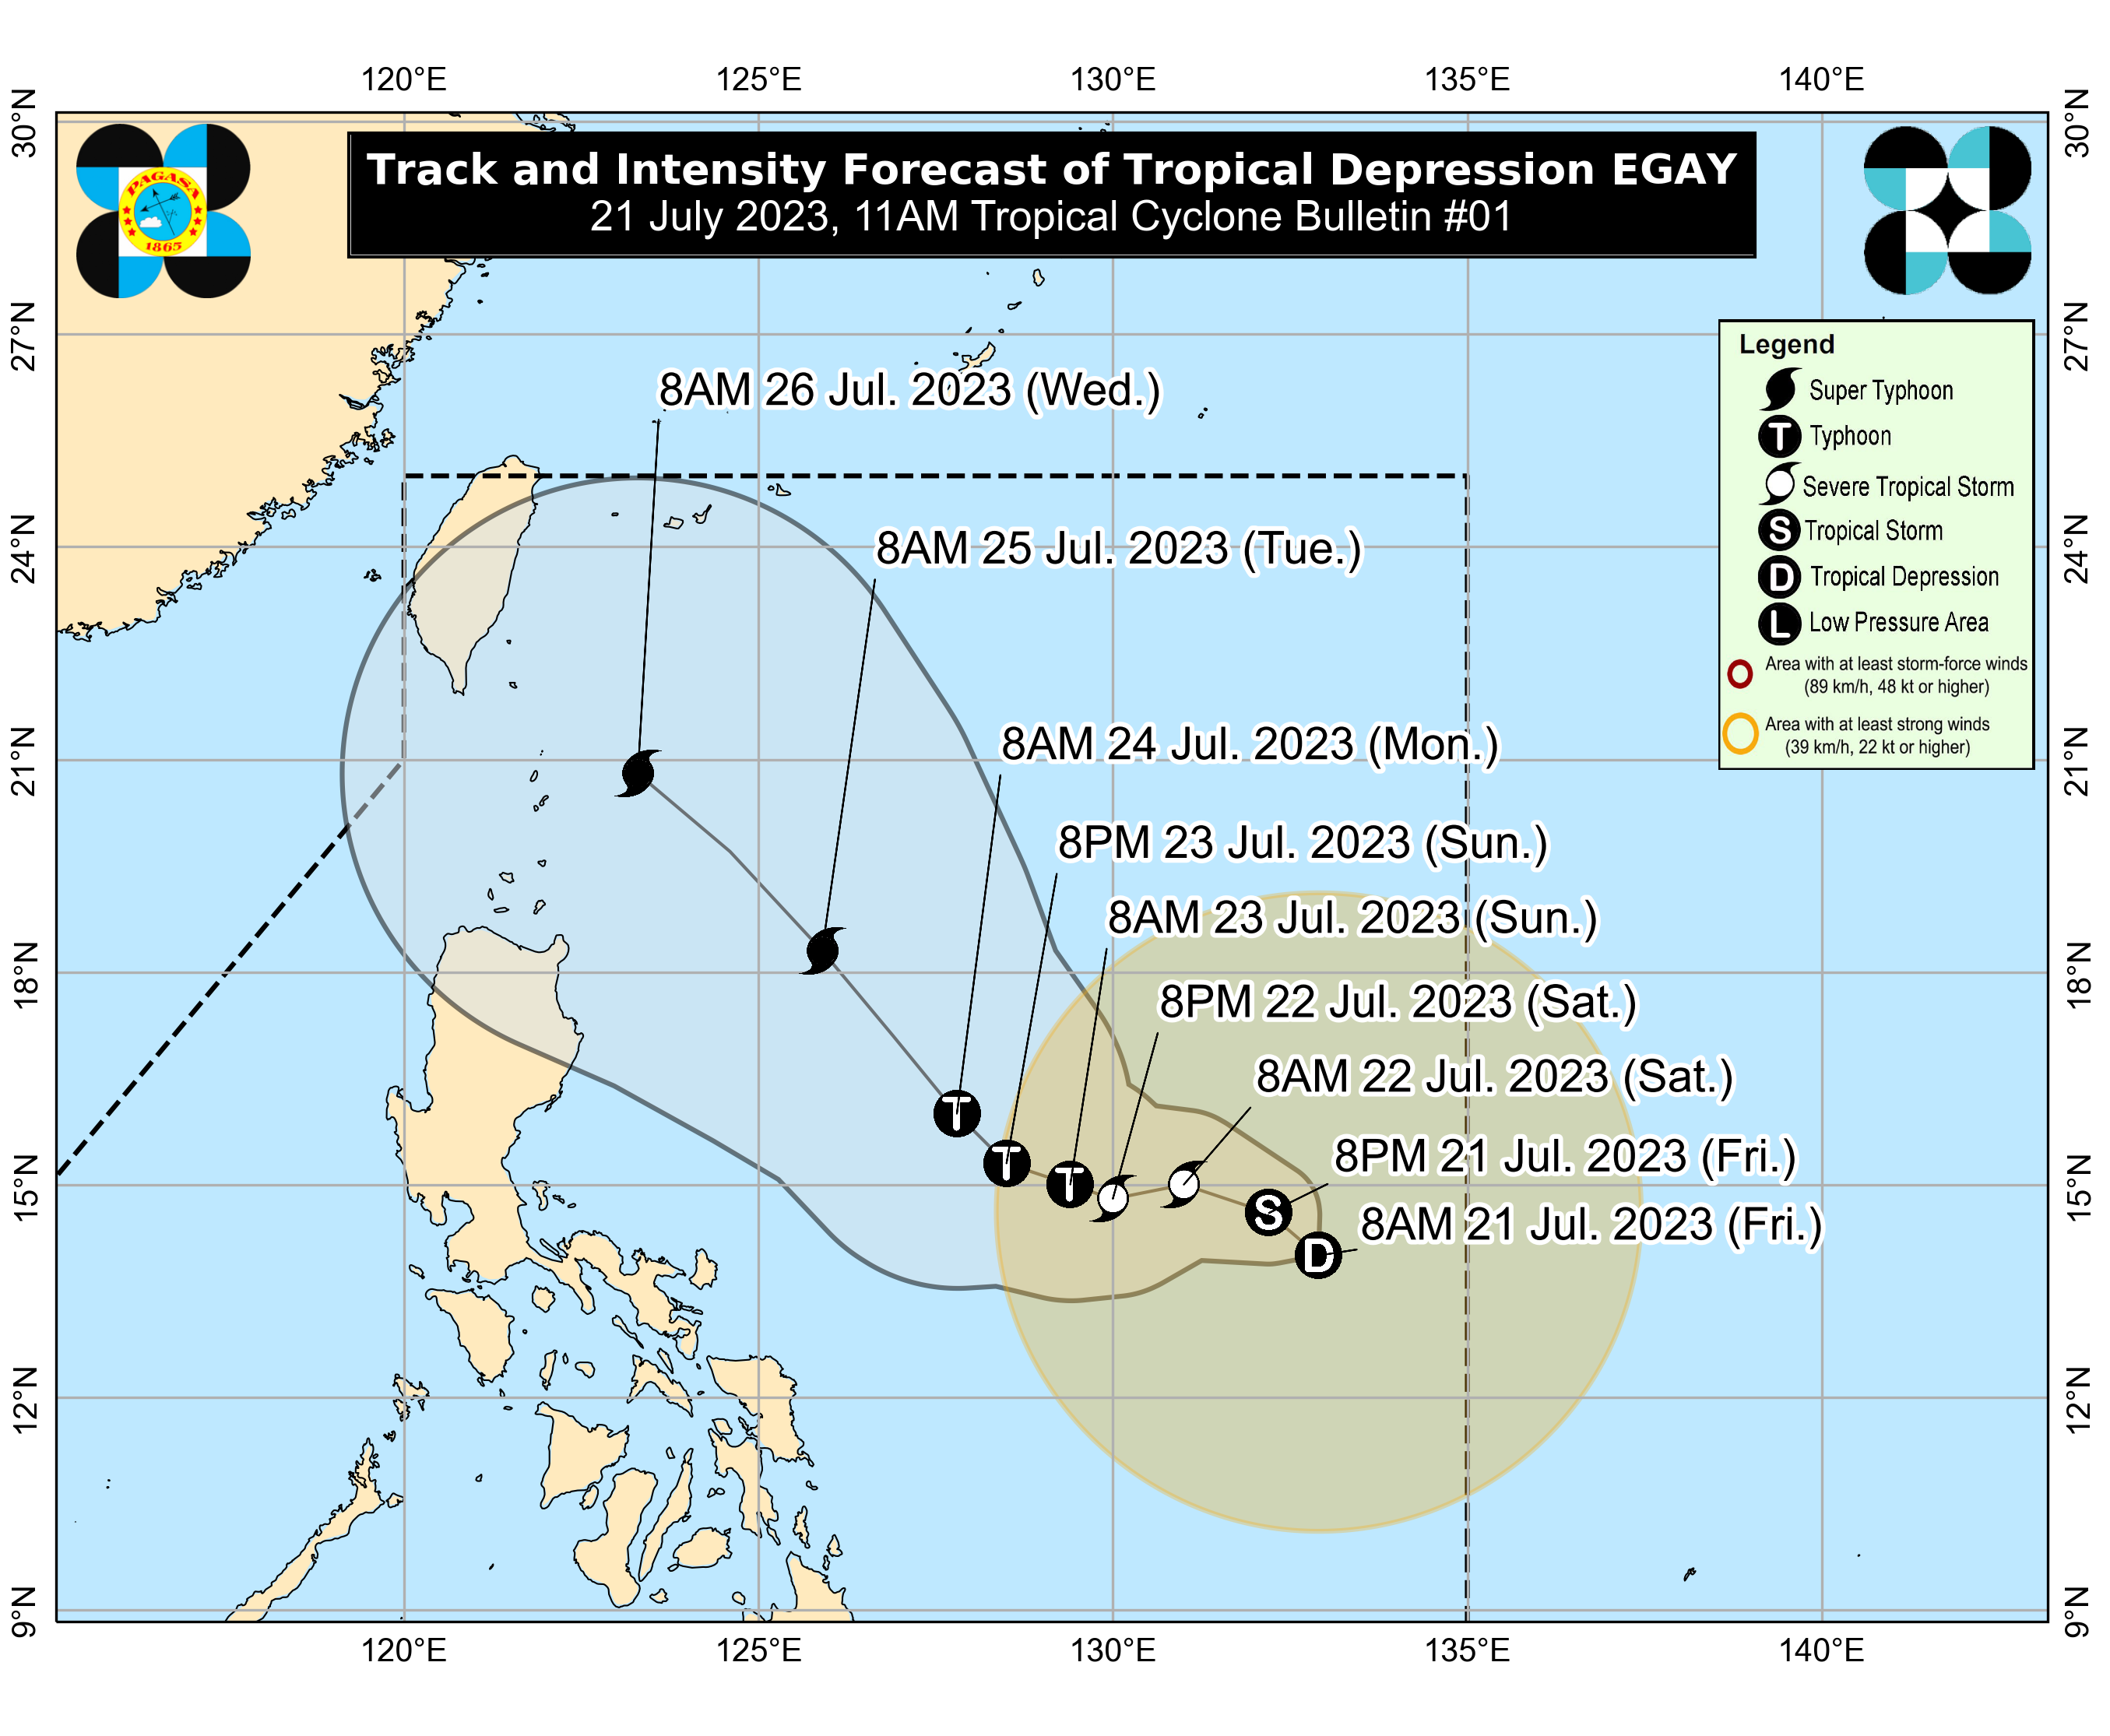 120°E 125°E 130°E 135°E 140°E
30°N 30°N
Track and Intensity Forecast of Tropical Depression EGAY
21 July 2023, 11AM Tropical Cyclone Bulletin #01
PAGASA
1865
27°N 27°N
Legend
Super Typhoon
T Typhoon
Severe Tropical Storm
S Tropical Storm
D Tropical Depression
L Low Pressure Area
Area with at least storm-force winds
(89 km/h, 48 kt or higher)
Area with at least strong winds
(39 km/h, 22 kt or higher)
8AM 26 Jul. 2023 (Wed.)
24°N 24°N
8AM 25 Jul. 2023 (Tue.)
21°N 21°N
8AM 24 Jul. 2023 (Mon.)
8PM 23 Jul. 2023 (Sun.)
8AM 23 Jul. 2023 (Sun.)
18°N 18°N
8PM 22 Jul. 2023 (Sat.)
8AM 22 Jul. 2023 (Sat.)
T
8PM 21 Jul. 2023 (Fri.)
T
T
15°N 15°N
S
8AM 21 Jul. 2023 (Fri.)
D
12°N 12°N
9°N 9°N
120°E 125°E 130°E 135°E 140°E